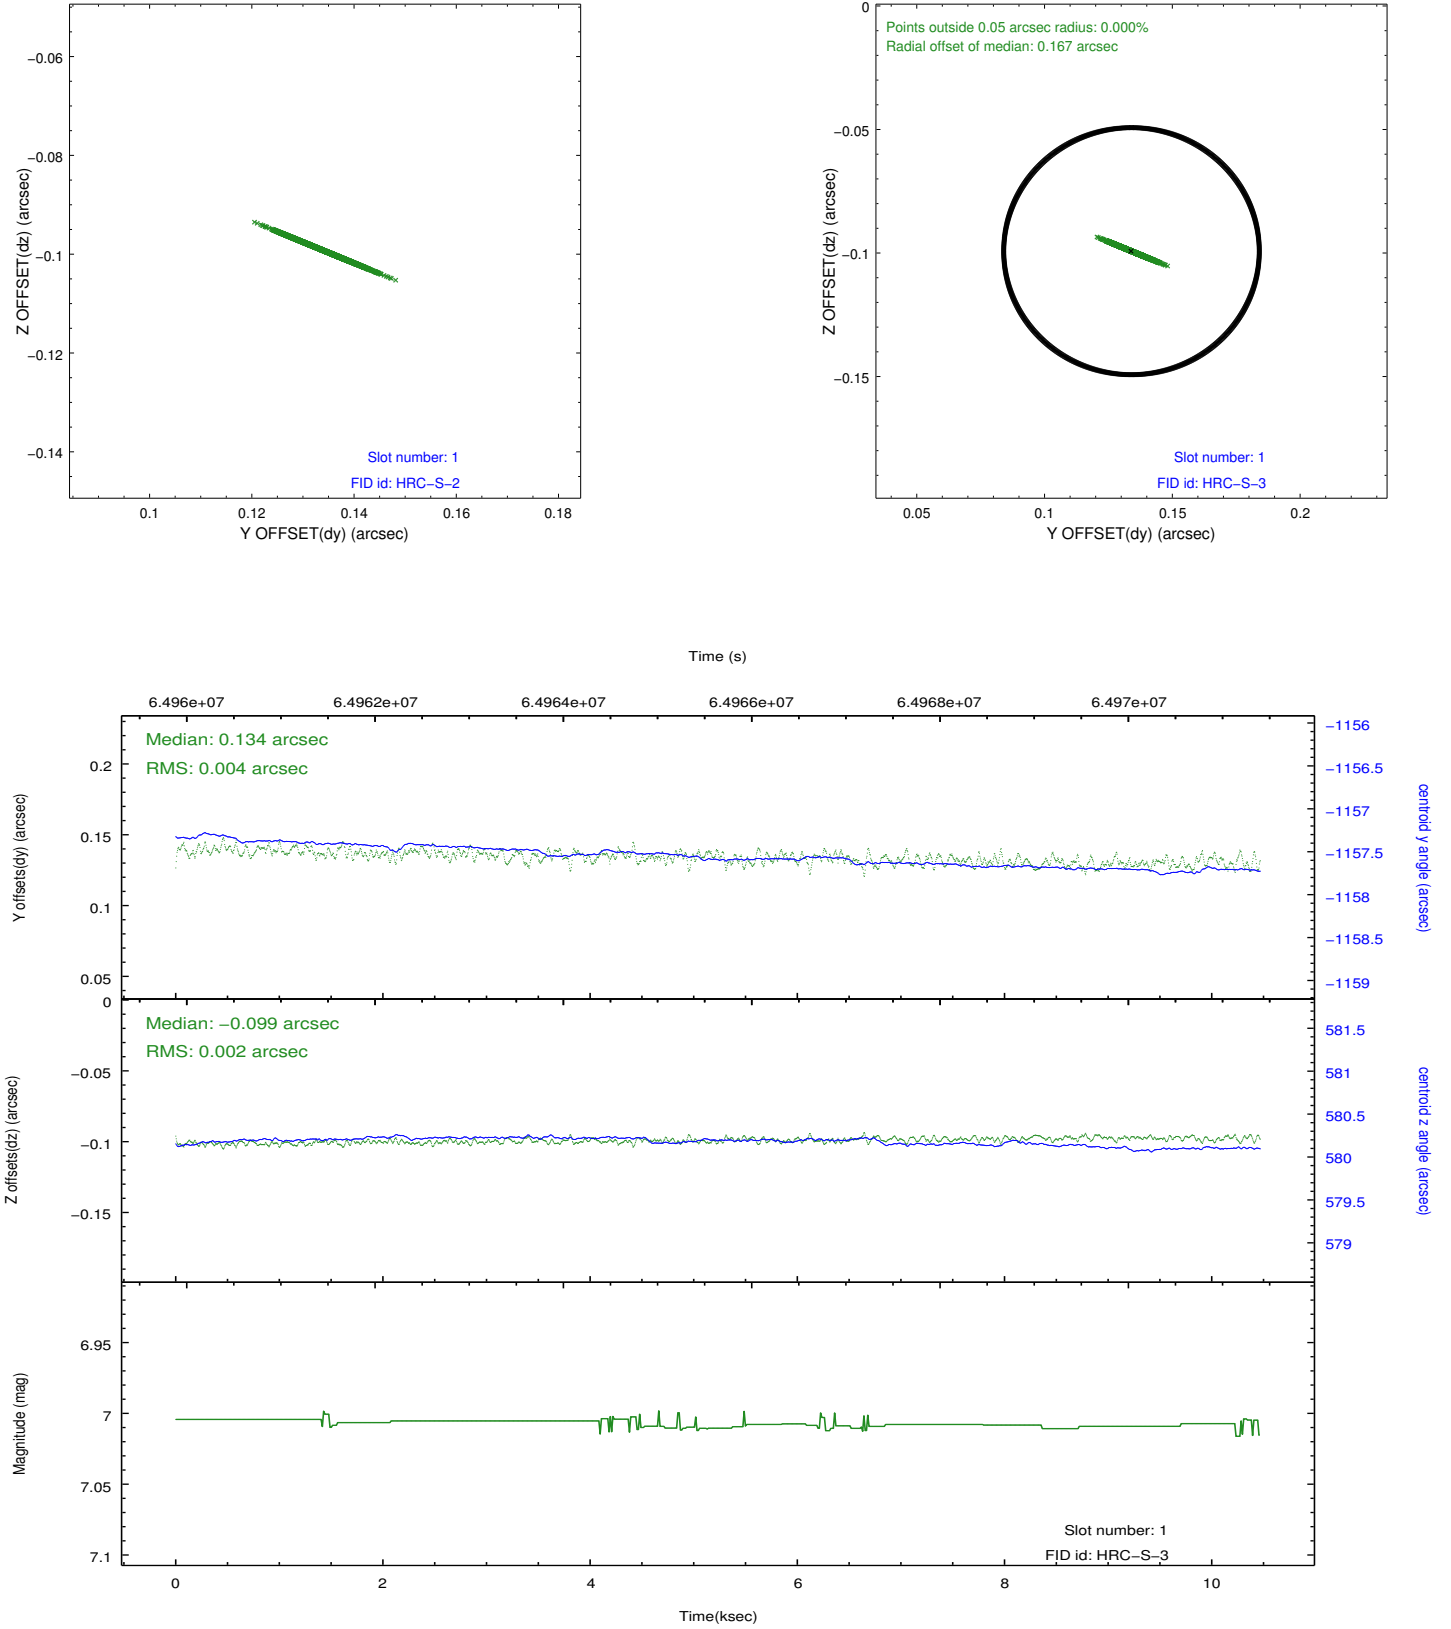 −0.06
−0.08
−0.1
−0.12
−0.14
Z OFFSET(dz) (arcsec)
Slot number: 1
FID id: HRC−S−2
0.1 0.12 0.14 0.16 0.18
Y OFFSET(dy) (arcsec)
0
−0.05
−0.1
−0.15
Z OFFSET(dz) (arcsec)
Points outside 0.05 arcsec radius: 0.000%
Radial offset of median: 0.167 arcsec
Slot number: 1
FID id: HRC−S−3
0.05 0.1 0.15 0.2
Y OFFSET(dy) (arcsec)
Time (s)
6.496e+07 6.4962e+07 6.4964e+07 6.4966e+07 6.4968e+07 6.497e+07
Median: 0.134 arcsec
RMS: 0.004 arcsec
0.2
0.15
0.1
0.05
Y offsets(dy) (arcsec)
−1156
−1156.5
−1157
−1157.5
−1158
−1158.5
−1159
centroid y angle (arcsec)
Median: −0.099 arcsec
RMS: 0.002 arcsec
0
−0.05
−0.1
−0.15
Z offsets(dz) (arcsec)
581.5
581
580.5
580
579.5
579
centroid z angle (arcsec)
6.95
7
7.05
7.1
Magnitude (mag)
Slot number: 1
FID id: HRC−S−3
0 2 4 6 8 10
Time(ksec)